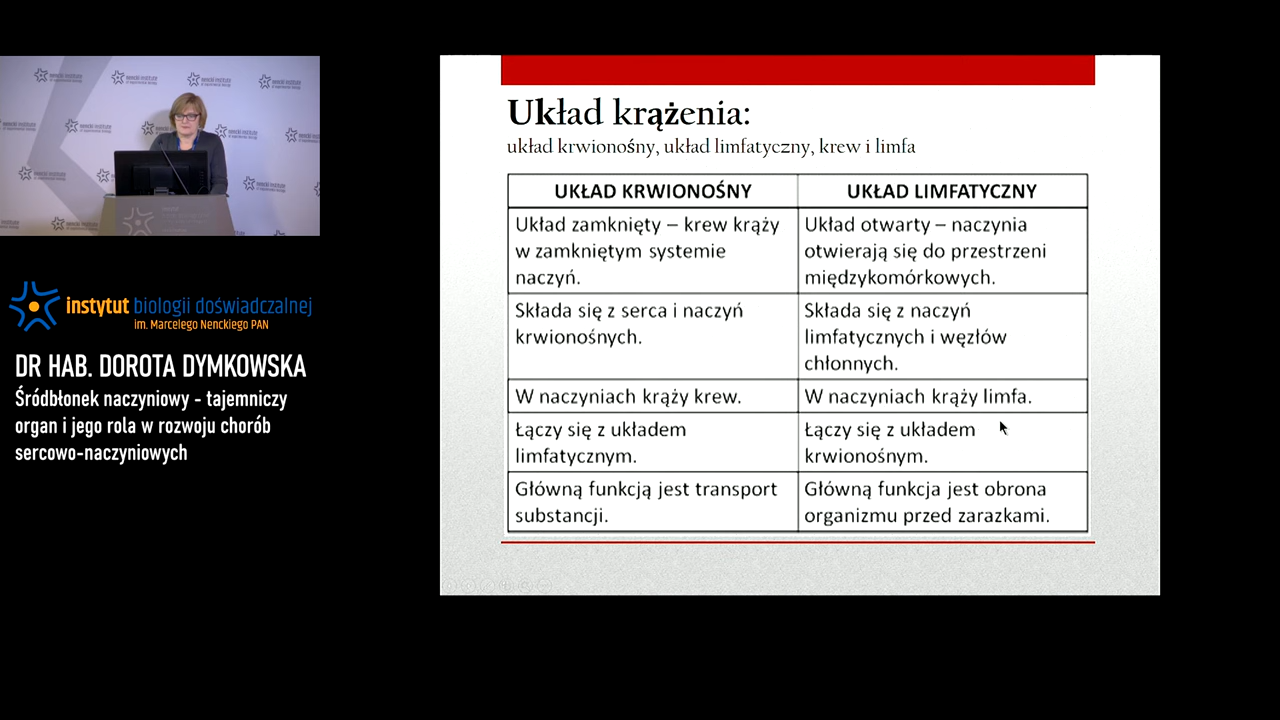 instytut biologii doświadczalnej
im. Marcelego Nenckiego PAN
DR HAB. DOROTA DYMKOWSKA
Śródbłonek naczyniowy - tajemniczy
organ i jego rola w rozwoju chorób
sercowo-naczyniowych
Układ krążenia:
układ krwionośny, układ limfatyczny, krew i limfa
UKŁAD KRWIONOŚNY
UKŁAD LIMFATYCZNY
Układ zamknięty – krew krąży
w zamkniętym systemie
naczyń.
Układ otwarty – naczynia
otwierają się do przestrzeni
międzykomórkowych.
Składa się z serca i naczyń
krwionośnych.
Składa się z naczyń
limfatycznych i węzłów
chłonnych.
W naczyniach krąży krew.
W naczyniach krąży limfa.
Łączy się z układem
limfatycznym.
Łączy się z układem
krwionośnym.
Główną funkcją jest transport
substancji.
Główną funkcja jest obrona
organizmu przed zarazkami.